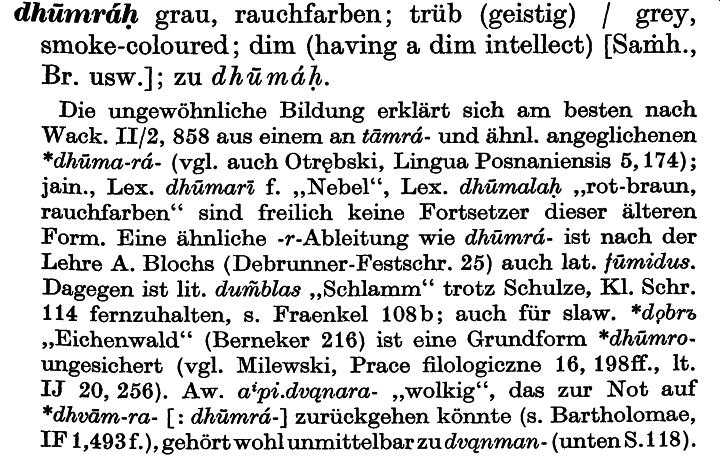 dhūmráḥ grau, rauchfarben; trüb (geistig) / grey,
smoke-coloured; dim (having a dim intellect) [Saṁh.,
Br. usw.]; zu dhūmáḥ.
Die ungewöhnliche Bildung erklärt sich am besten nach
Wack. II/2, 858 aus einem an tāmrá- und ähnl. angeglichenen
*dhūma-rá- (vgl. auch Otrębski, Lingua Posnaniensis 5, 174);
jain., Lex. dhūmarī f. „Nebel“, Lex. dhūmalaḥ „rot-braun,
rauchfarben“ sind freilich keine Fortsetzer dieser älteren
Form. Eine ähnliche -r-Ableitung wie dhūmrá- ist nach der
Lehre A. Blochs (Debrunner-Festschr. 25) auch lat. fūmidus.
Dagegen ist lit. dum̃blas „Schlamm“ trotz Schulze, Kl. Schr.
114 fernzuhalten, s. Fraenkel 108b; auch für slaw. *dǫbrъ
„Eichenwald“ (Berneker 216) ist eine Grundform *dhūmro-
ungesichert (vgl. Milewski, Prace filologiczne 16, 198ff., lt.
IJ 20, 256). Aw. aⁱpi.dvąnara- „wolkig“, das zur Not auf
*dhvām-ra- [: dhūmrá-] zurückgehen könnte (s. Bartholomae,
IF 1, 493f.), gehört wohl unmittelbar zu dvąnman- (unten S. 118).